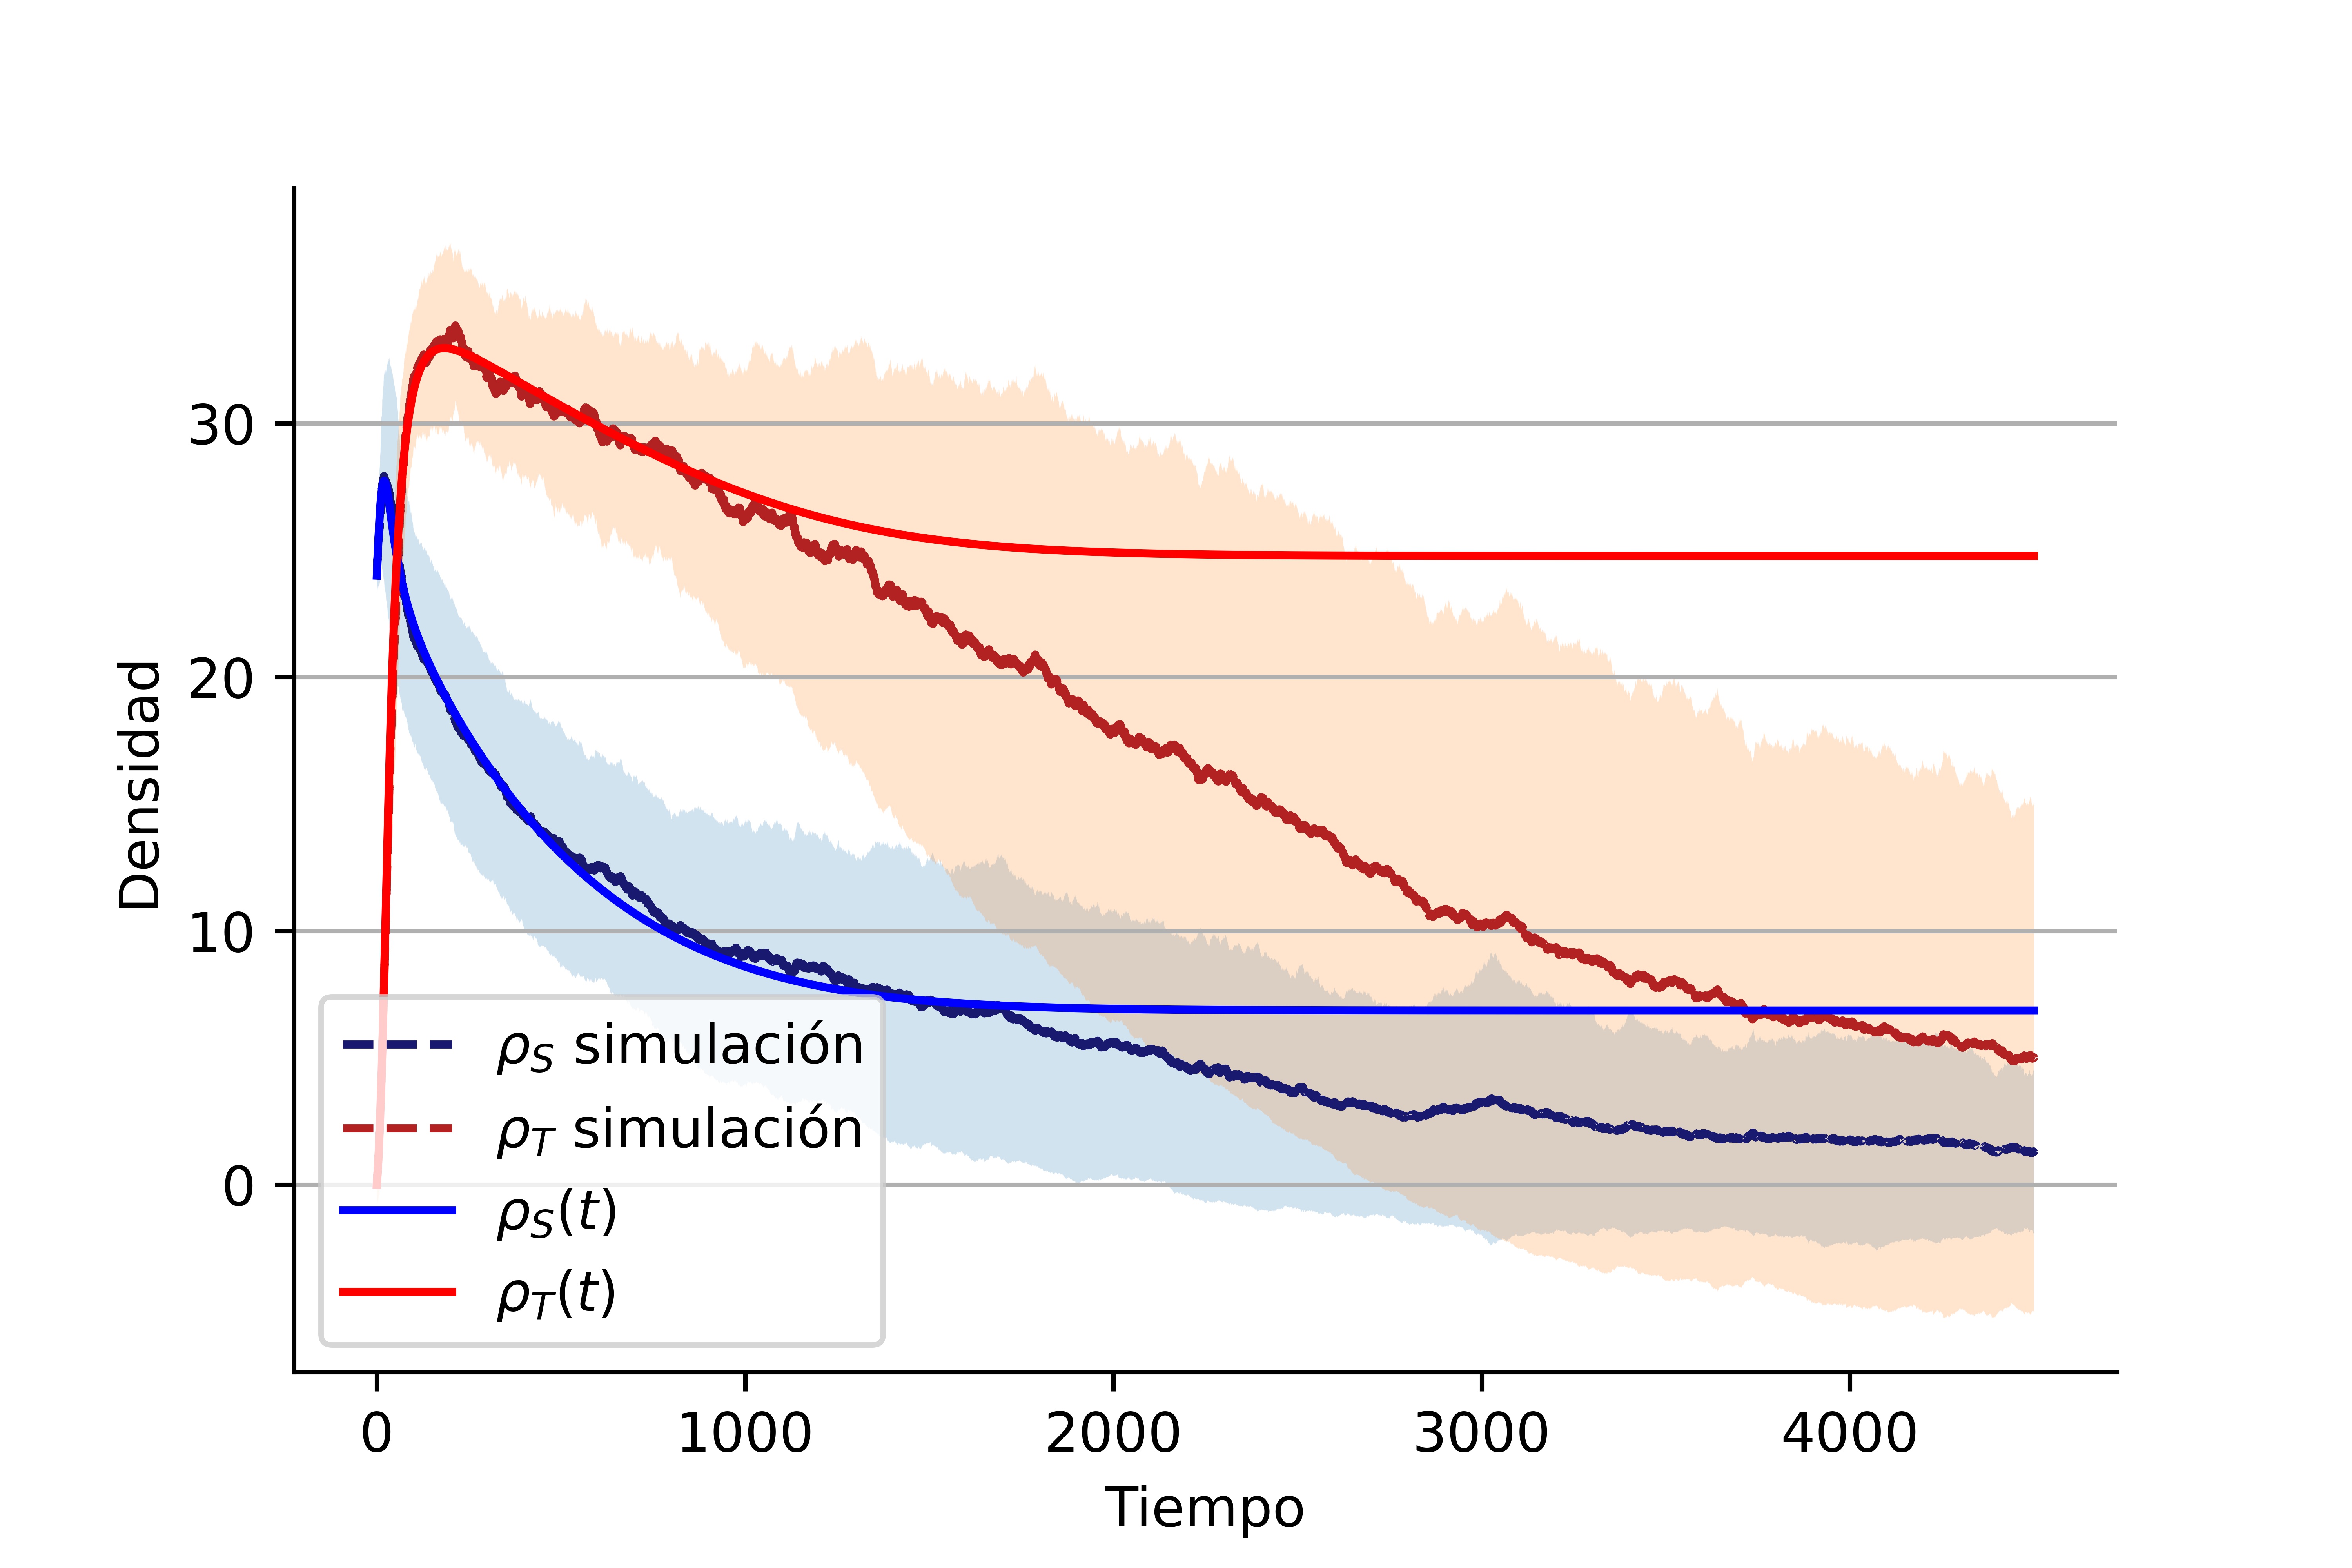 Densidad
30
20
10
0
ρS simulación
ρT simulación
ρS(t)
ρT(t)
0 1000 2000 3000 4000
Tiempo